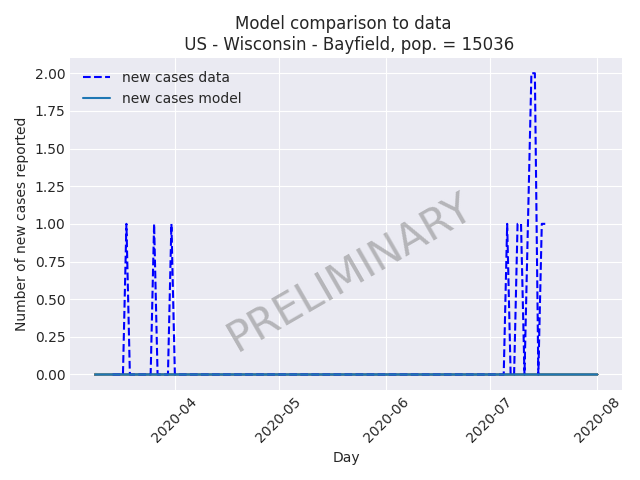 Model comparison to data
US - Wisconsin - Bayfield, pop. = 15036
new cases data
new cases model
Number of new cases reported
2.00
1.75
1.50
1.25
1.00
0.75
0.50
0.25
0.00
PRELIMINARY
2020-04
2020-05
2020-06
2020-07
2020-08
Day